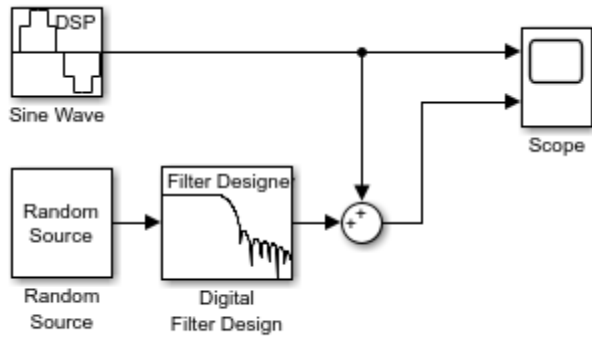 DSP
Sine Wave
Scope
Random
Source
Filter Designer
Random
Source
Digital
Filter Design
+
+